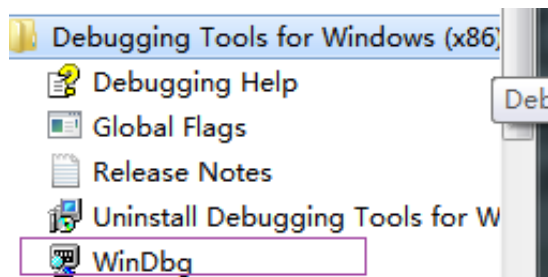 Debugging Tools for Windows (x86)
Debugging Help
Deb
Global Flags
Release Notes
Uninstall Debugging Tools for W
WinDbg